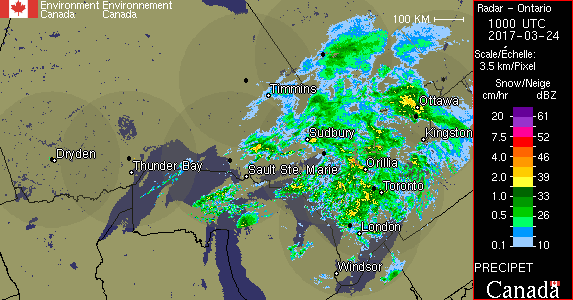 Environment Environnement
Canada Canada
100 KM
Timmins
Ottawa
Sudbury
Kingston
Dryden
Thunder Bay
Sault Ste. Marie
Orillia
Toronto
London
Windsor
Radar - Ontario
1000 UTC
2017-03-24
Scale/Échelle:
3.5 km/Pixel
Snow/Neige
cm/hr dBZ
20 61
7.5 52
4.0 46
2.0 39
1.0 33
0.5 26
0.1 10
PRECIPET
Canada